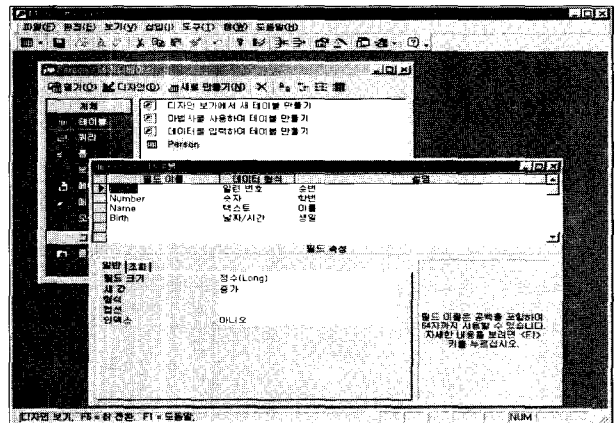 파일(F) 편집(E) 보기(V) 삽입(I) 도구(T) 창(W) 도움말(H)
열기(O) 디자인(D) 새로 만들기(N)
개체
테이블
쿼리
폼
디자인 보기에서 새 테이블 만들기
마법사를 사용하여 테이블 만들기
데이터를 입력하여 테이블 만들기
Person
필드 이름 데이터 형식 설명
일련 번호 순번
Number 숫자 학번
Name 텍스트 이름
Birth 날짜/시간 생일
필드 속성
일반 조회
필드 크기 정수(Long)
새 값 증가
형식
캡션
인덱스 아니오
필드 이름은 공백을 포함하여
64자까지 사용할 수 있습니다.
자세한 내용을 보려면 <F1>
키를 누르십시오.
디자인 보기, F6 = 창 전환, F1 = 도움말, NUM